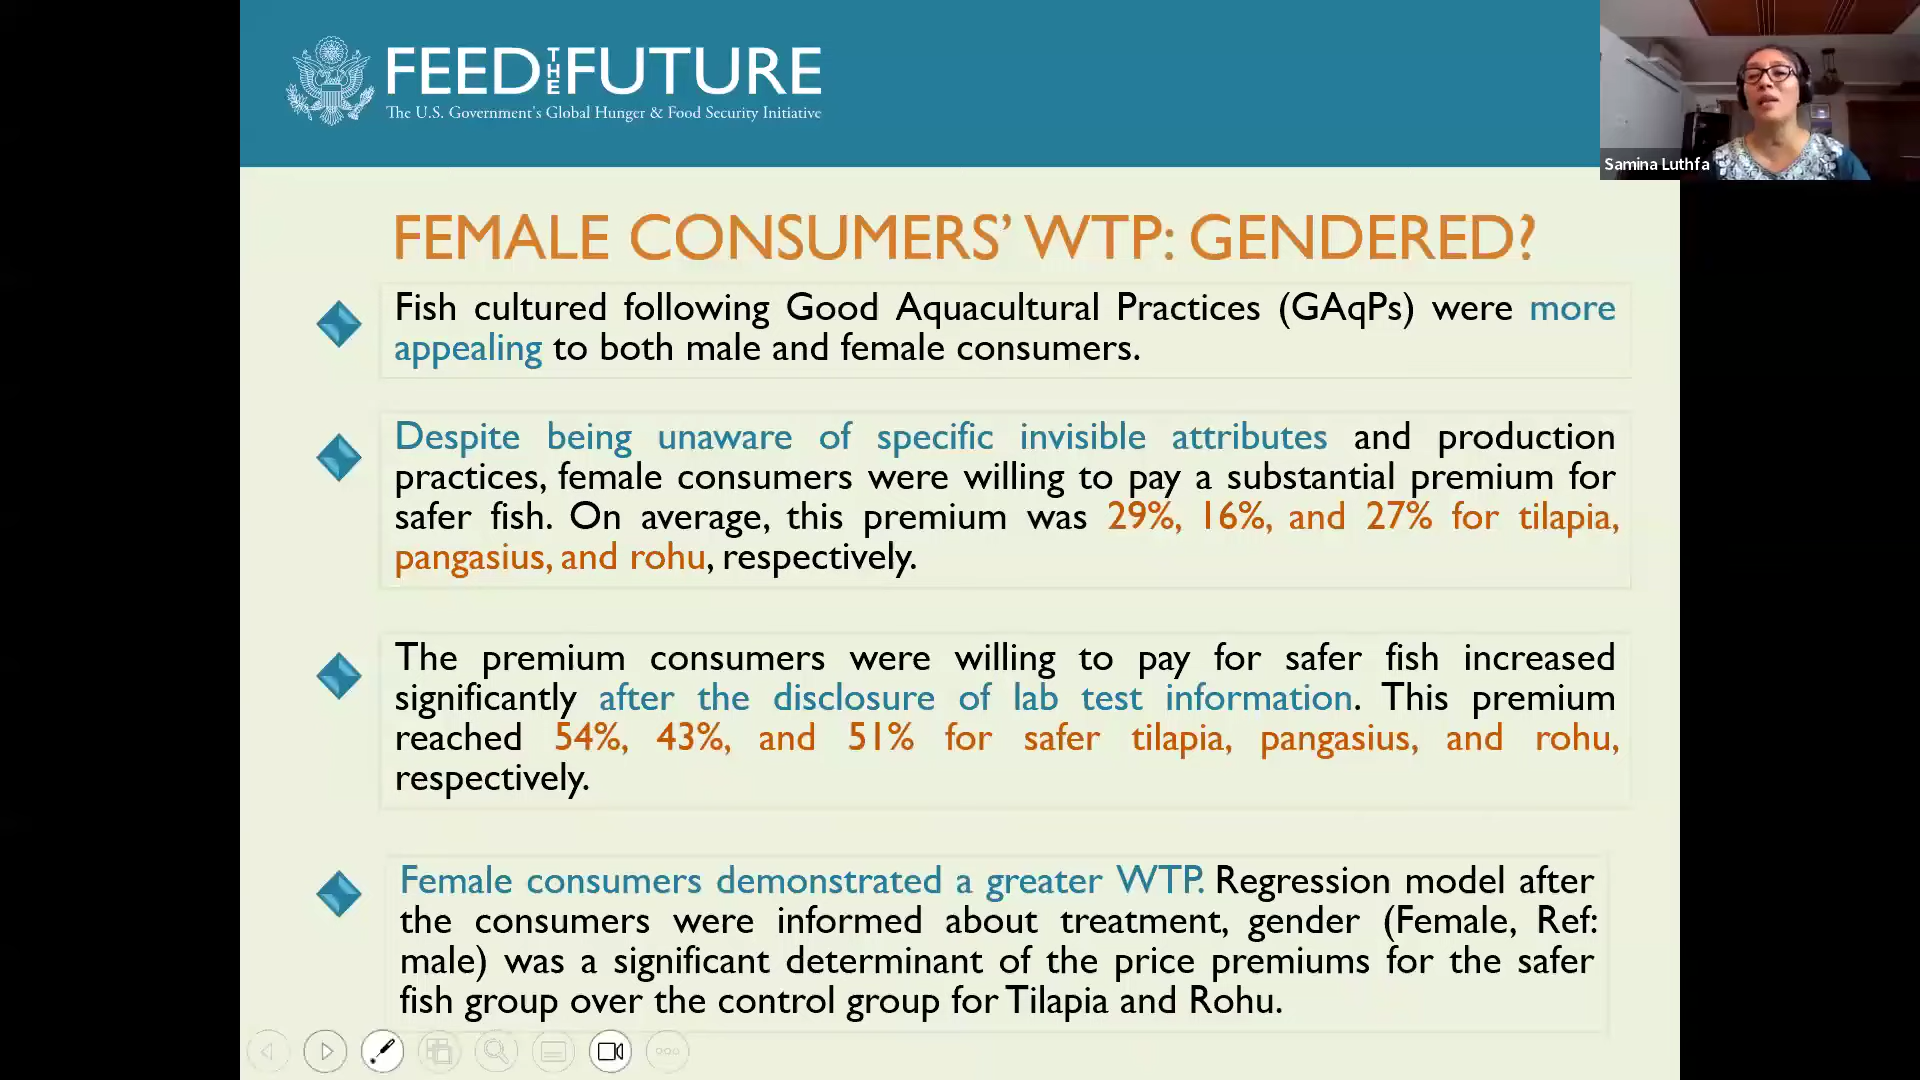 FEED THE FUTURE
The U.S. Government's Global Hunger & Food Security Initiative
Samina Luthfa
FEMALE CONSUMERS' WTP: GENDERED?
Fish cultured following Good Aquacultural Practices (GAqPs) were more
appealing to both male and female consumers.
Despite being unaware of specific invisible attributes and production
practices, female consumers were willing to pay a substantial premium for
safer fish. On average, this premium was 29%, 16%, and 27% for tilapia,
pangasius, and rohu, respectively.
The premium consumers were willing to pay for safer fish increased
significantly after the disclosure of lab test information. This premium
reached 54%, 43%, and 51% for safer tilapia, pangasius, and rohu,
respectively.
Female consumers demonstrated a greater WTP. Regression model after
the consumers were informed about treatment, gender (Female, Ref:
male) was a significant determinant of the price premiums for the safer
fish group over the control group for Tilapia and Rohu.